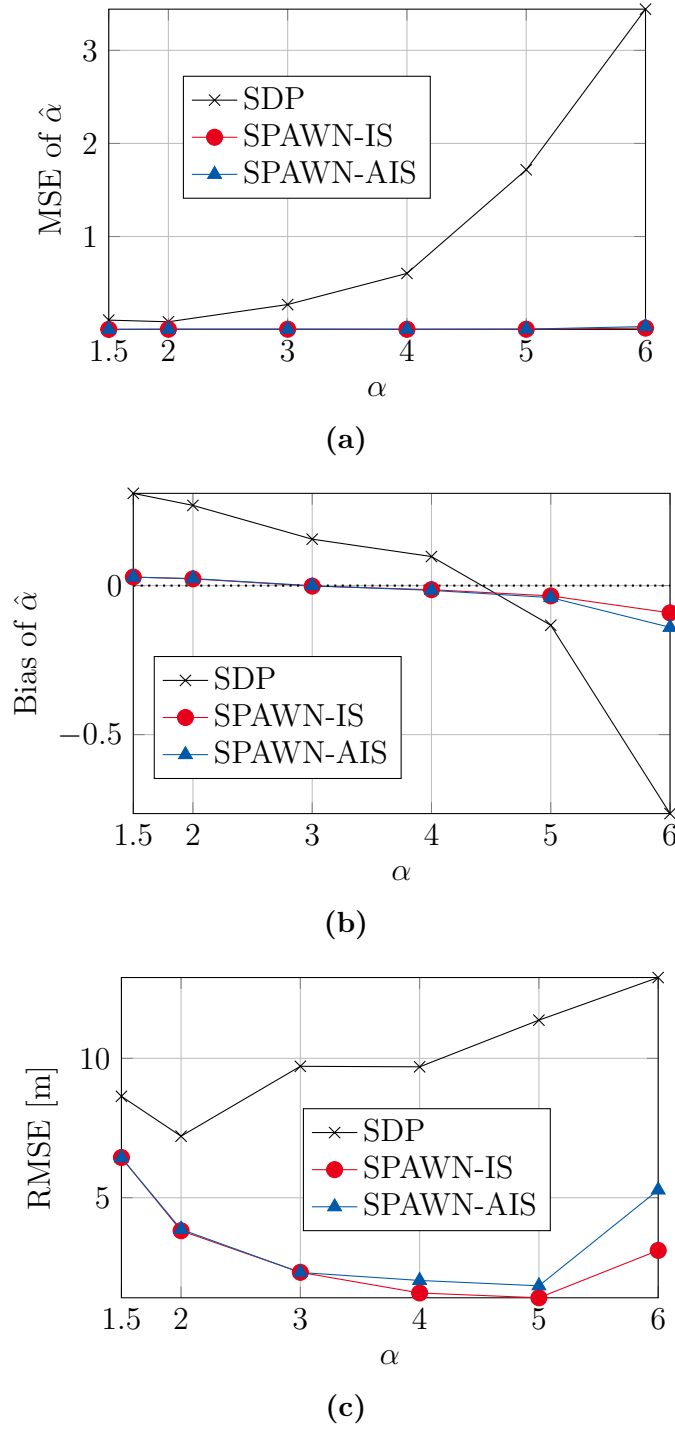 3
2
1
MSE of α̂
SDP
SPAWN-IS
SPAWN-AIS
1.5 2 3 4 5 6
α
(a)
0
−0.5
Bias of α̂
SDP
SPAWN-IS
SPAWN-AIS
1.5 2 3 4 5 6
α
(b)
10
5
RMSE [m]
SDP
SPAWN-IS
SPAWN-AIS
1.5 2 3 4 5 6
α
(c)